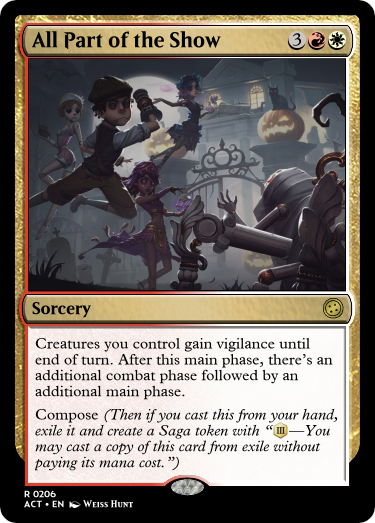 All Part of the Show 3
Sorcery
Creatures you control gain vigilance until
end of turn. After this main phase, there's an
additional combat phase followed by an
additional main phase.
Compose (Then if you cast this from your hand,
exile it and create a Saga token with “III—You
may cast a copy of this card from exile without
paying its mana cost.”)
R 0206
ACT • EN Weiss Hunt